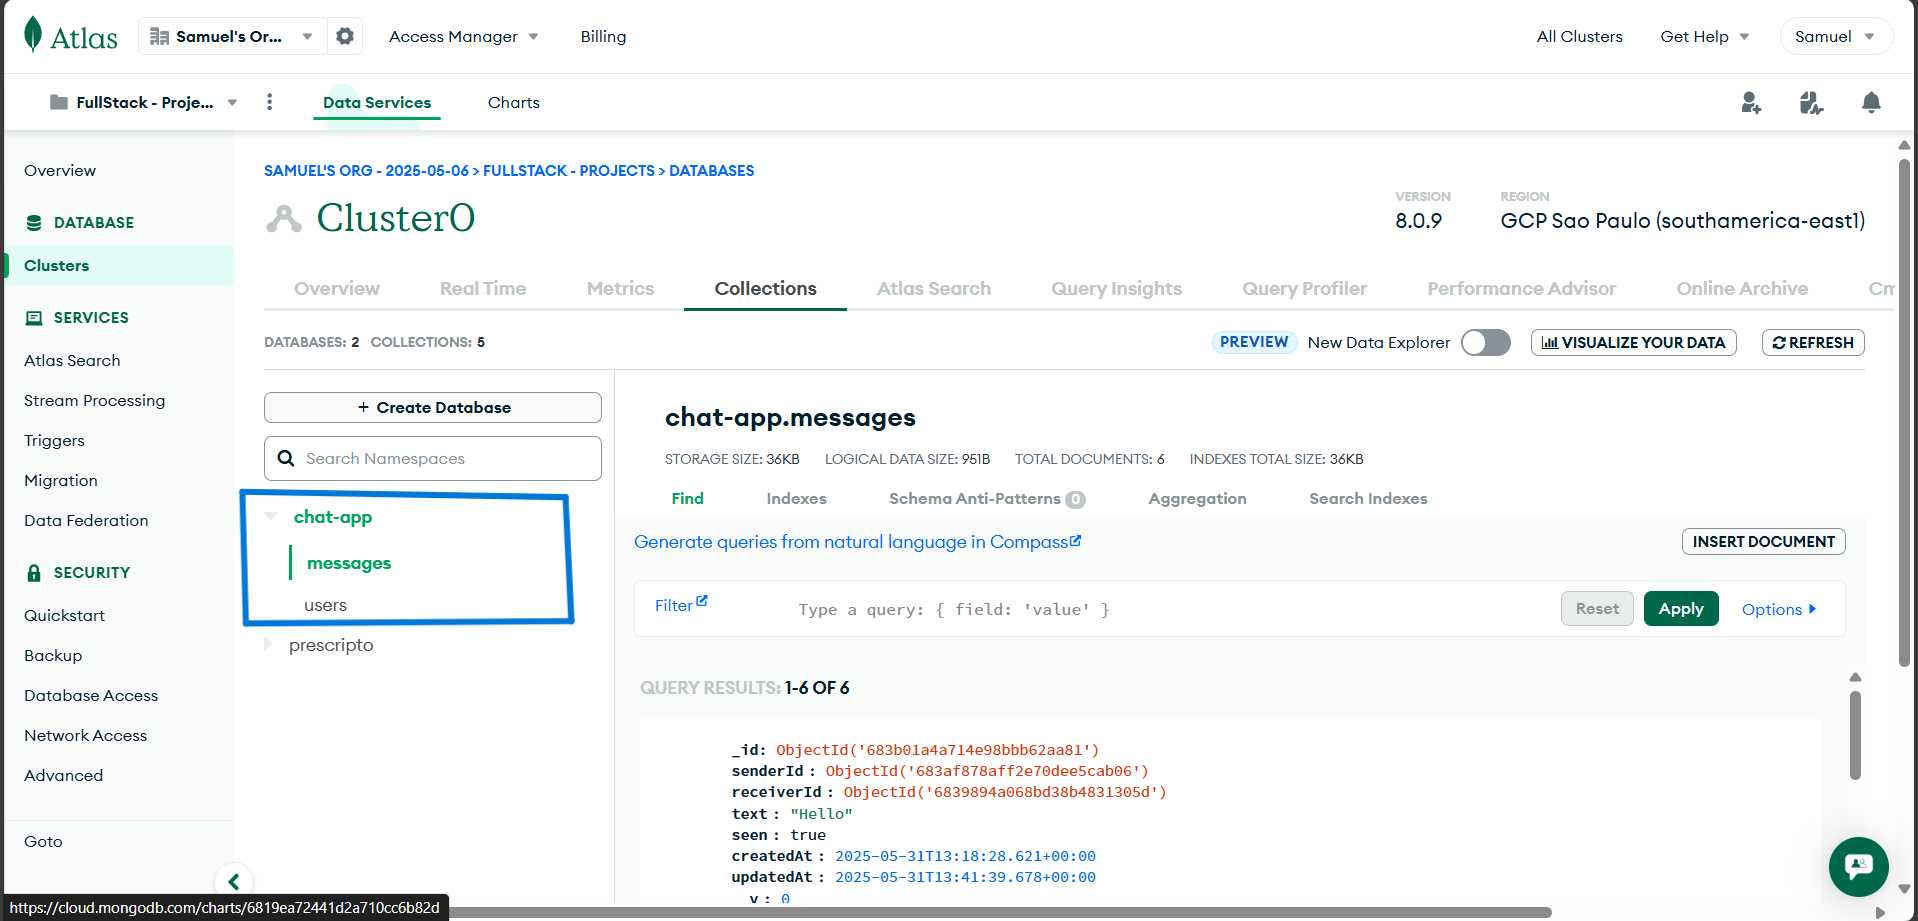 Atlas
Samuel's Or...
Access Manager
Billing
All Clusters
Get Help
Samuel
FullStack - Proje...
Data Services
Charts
Overview
DATABASE
Clusters
SERVICES
Atlas Search
Stream Processing
Triggers
Migration
Data Federation
SECURITY
Quickstart
Backup
Database Access
Network Access
Advanced
Goto
SAMUEL'S ORG - 2025-05-06 > FULLSTACK - PROJECTS > DATABASES
Cluster0
VERSION
8.0.9
REGION
GCP Sao Paulo (southamerica-east1)
Overview
Real Time
Metrics
Collections
Atlas Search
Query Insights
Query Profiler
Performance Advisor
Online Archive
Cm
DATABASES: 2 COLLECTIONS: 5
PREVIEW
New Data Explorer
VISUALIZE YOUR DATA
REFRESH
+ Create Database
Search Namespaces
chat-app
messages
users
prescripto
chat-app.messages
STORAGE SIZE: 36KB
LOGICAL DATA SIZE: 951B
TOTAL DOCUMENTS: 6
INDEXES TOTAL SIZE: 36KB
Find
Indexes
Schema Anti-Patterns 0
Aggregation
Search Indexes
Generate queries from natural language in Compass
INSERT DOCUMENT
Filter
Type a query: { field: 'value' }
Reset
Apply
Options
QUERY RESULTS: 1-6 OF 6
_id: ObjectId('683b01a4a714e98bbb62aa81')
senderId : ObjectId('683af878aff2e70dee5cab06')
receiverId : ObjectId('6839894a068bd38b4831305d')
text : "Hello"
seen : true
createdAt : 2025-05-31T13:18:28.621+00:00
updatedAt : 2025-05-31T13:41:39.678+00:00
v : 0
https://cloud.mongodb.com/charts/6819ea72441d2a710cc6b82d